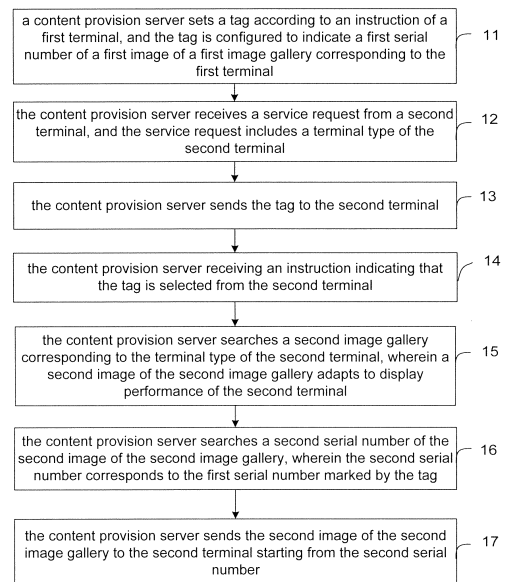 a content provision server sets a tag according to an instruction of a
first terminal, and the tag is configured to indicate a first serial
number of a first image of a first image gallery corresponding to the
first terminal
11
the content provision server receives a service request from a second
terminal, and the service request includes a terminal type of the
second terminal
12
the content provision server sends the tag to the second terminal
13
the content provision server receiving an instruction indicating that
the tag is selected from the second terminal
14
the content provision server searches a second image gallery
corresponding to the terminal type of the second terminal, wherein a
second image of the second image gallery adapts to display
performance of the second terminal
15
the content provision server searches a second serial number of the
second image of the second image gallery, wherein the second serial
number corresponds to the first serial number marked by the tag
16
the content provision server sends the second image of the second
image gallery to the second terminal starting from the second serial
number
17